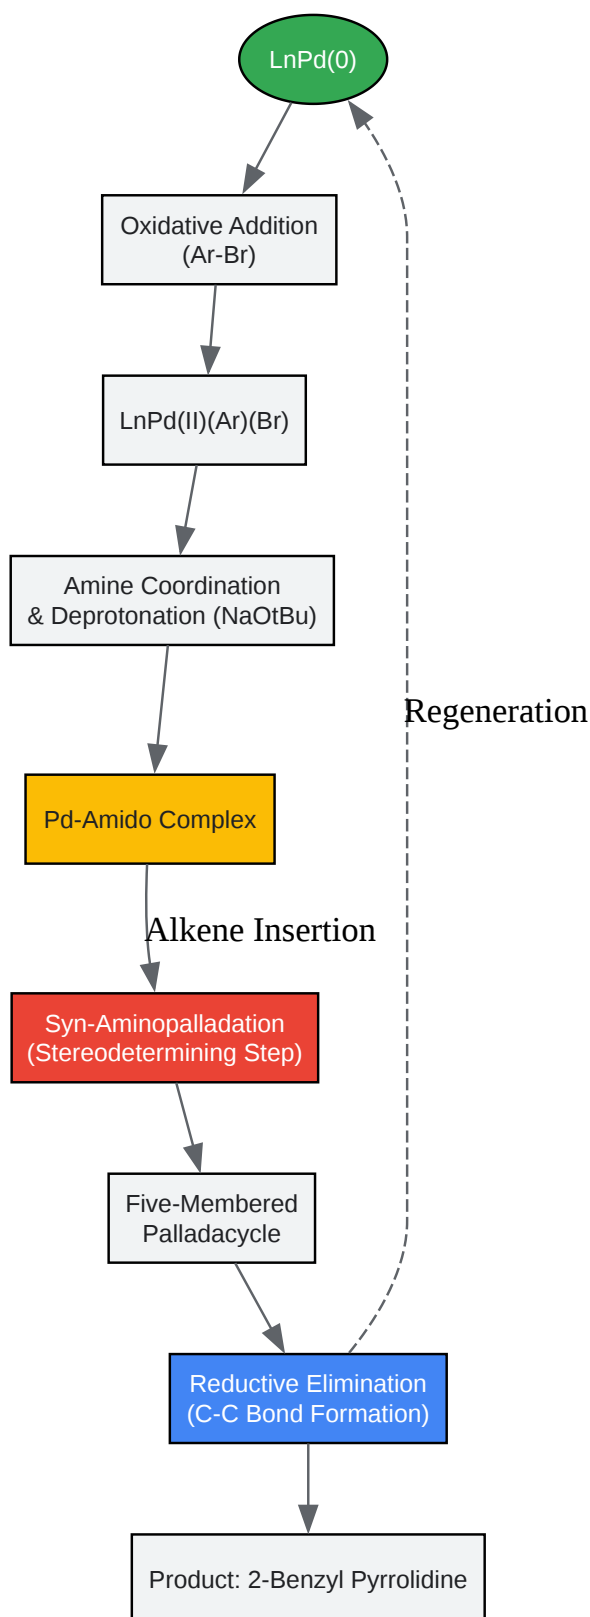 LnPd(0)
Oxidative Addition
(Ar-Br)
LnPd(II)(Ar)(Br)
Amine Coordination
& Deprotonation (NaOtBu)
Regeneration
Pd-Amido Complex
Alkene Insertion
Syn-Aminopalladation
(Stereodetermining Step)
Five-Membered
Palladacycle
Reductive Elimination
(C-C Bond Formation)
Product: 2-Benzyl Pyrrolidine